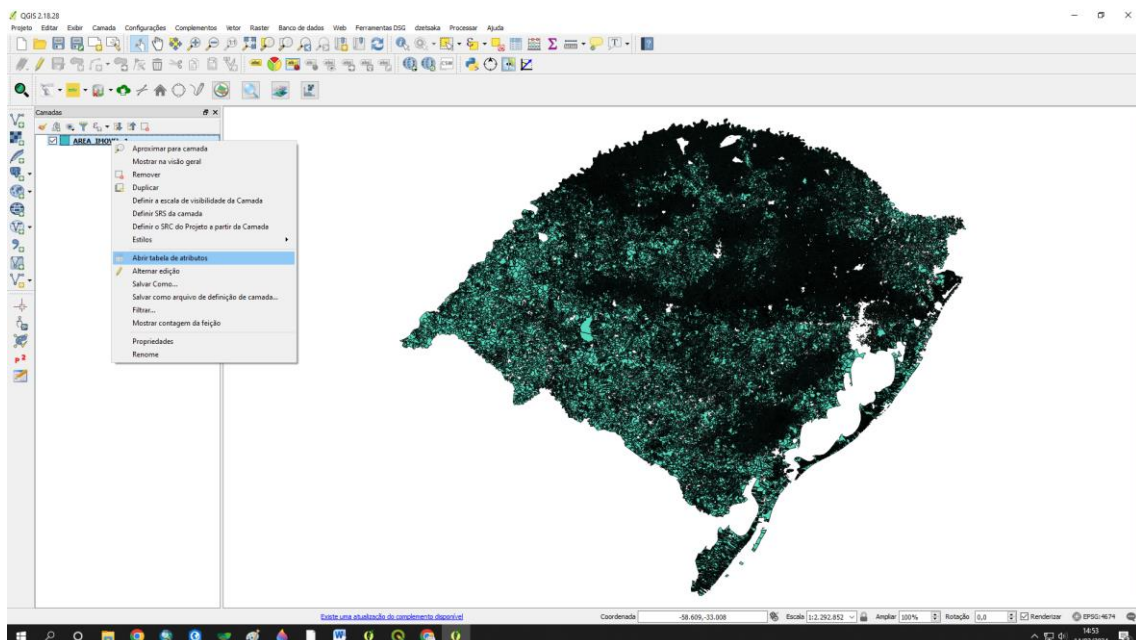 QGIS 2.18.28
Projeto Editar Exibir Camada Configurações Complementos Vetor Raster Banco de dados Web Ferramentas DSG dzetsaka Processar Ajuda
Camadas
AREA_IMOVEL_1
Aproximar para camada
Mostrar na visão geral
Remover
Duplicar
Definir a escala de visibilidade da Camada
Definir SRS da camada
Definir o SRC do Projeto a partir da Camada
Estilos
Abrir tabela de atributos
Alternar edição
Salvar Como...
Salvar como arquivo de definição de camada...
Filtrar...
Mostrar contagem da feição
Propriedades
Renome
Existe uma atualização do complemento disponível
Coordenada -58.609,-33.008 Escala 1:2.292.852 Ampliar 100% Rotação 0,0 Renderizar EPSG:4674
14:53